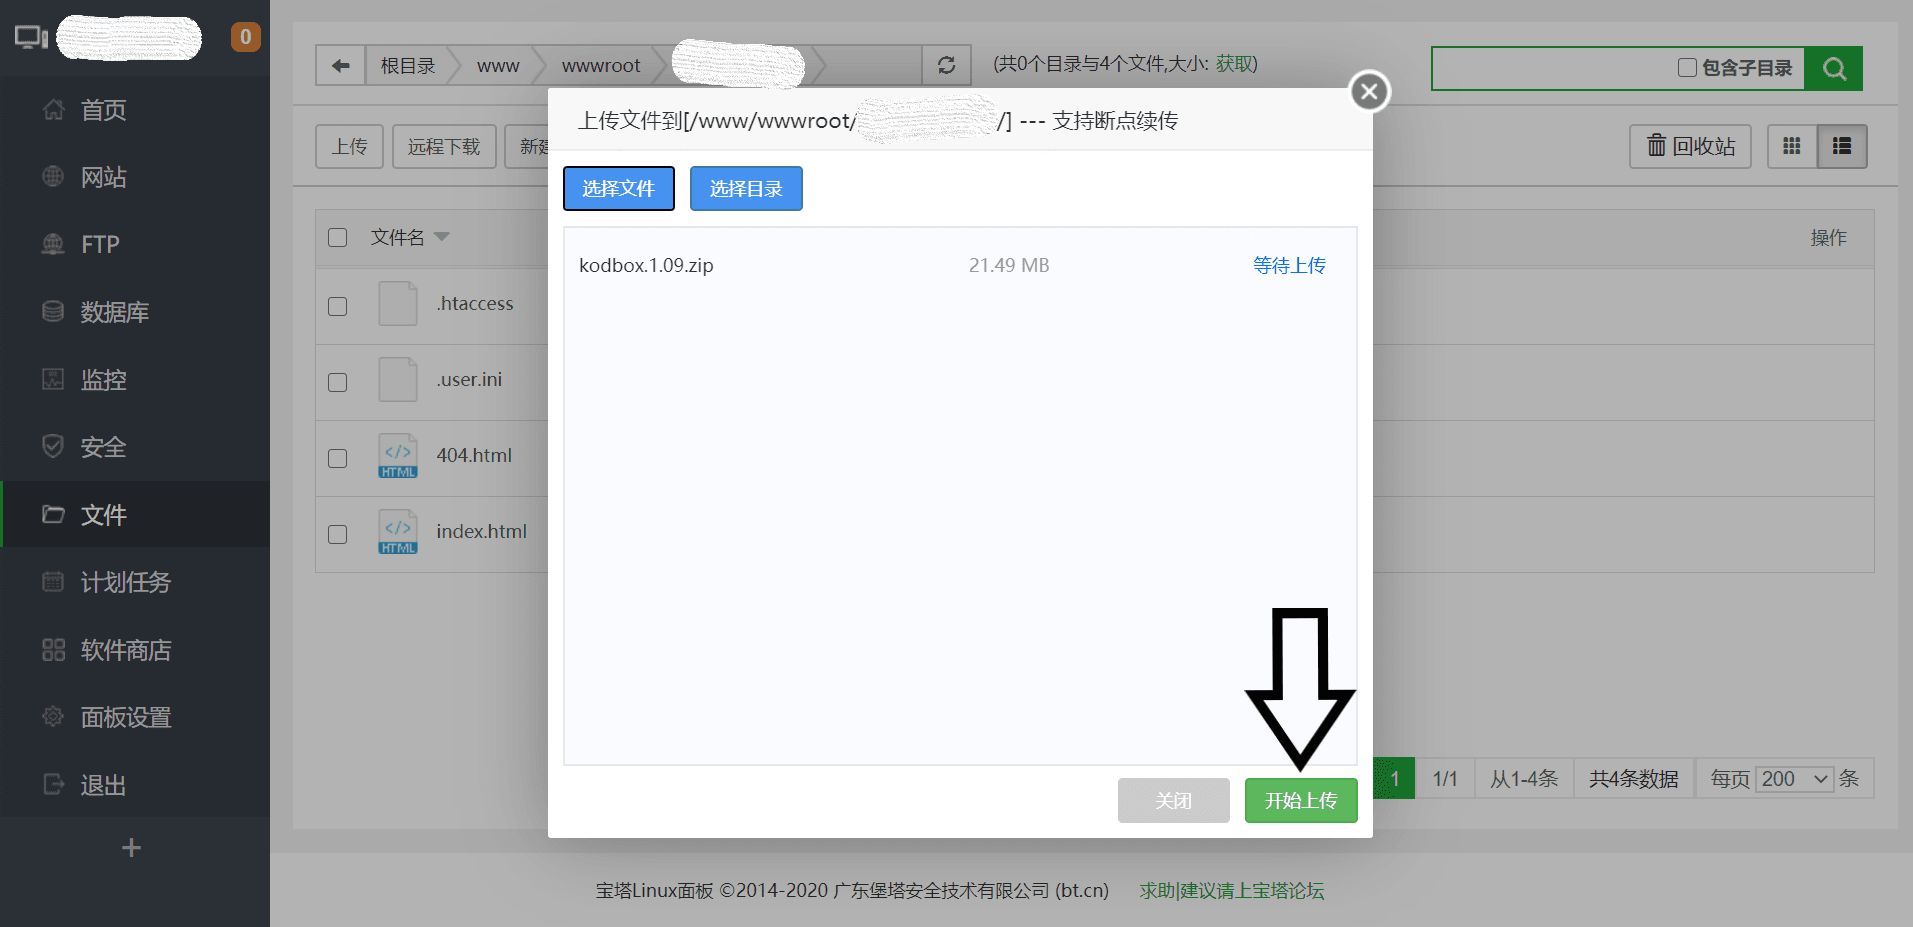 0
首页
网站
FTP
数据库
监控
安全
文件
计划任务
软件商店
面板设置
退出
+
根目录 www wwwroot
(共0个目录与4个文件,大小: 获取)
包含子目录
上传 远程下载 新建
回收站
文件名 操作
.htaccess
.user.ini
404.html
index.html
上传文件到[/www/wwwroot/ /] --- 支持断点续传
选择文件 选择目录
kodbox.1.09.zip 21.49 MB 等待上传
关闭 开始上传
1 1/1 从1-4条 共4条数据 每页 200 条
宝塔Linux面板 ©2014-2020 广东堡塔安全技术有限公司 (bt.cn) 求助|建议请上宝塔论坛